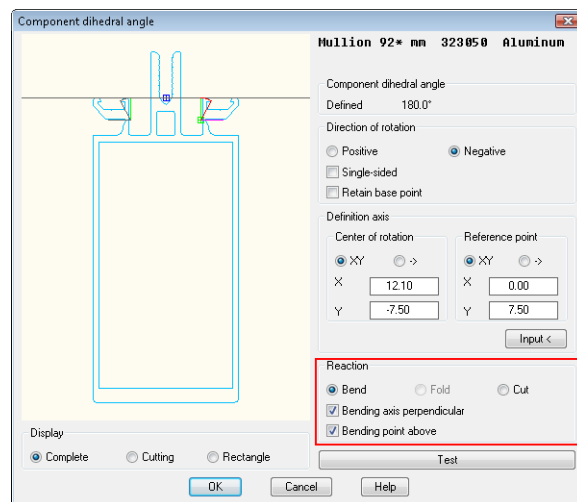 Component dihedral angle
Mullion 92* mm 323050 Aluminum
Component dihedral angle
Defined 180.0°
Direction of rotation
Positive Negative
Single-sided
Retain base point
Definition axis
Center of rotation Reference point
XY -> XY ->
X 12.10 X 0.00
Y -7.50 Y 7.50
Input <
Reaction
Bend Fold Cut
Bending axis perpendicular
Bending point above
Display
Complete Cutting Rectangle
Test
OK Cancel Help